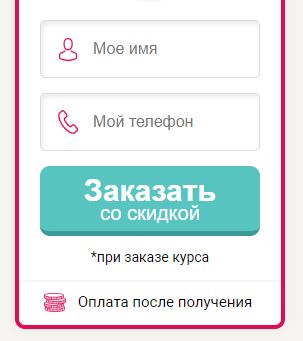 Мое имя
Мой телефон
Заказать
со скидкой
*при заказе курса
Оплата после получения